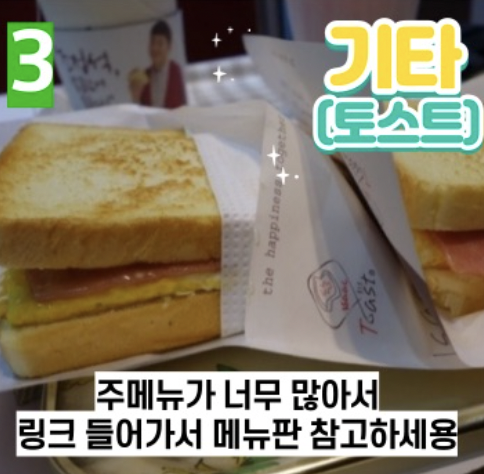 3
기타
(토스트)
the happiness together
Toast
주메뉴가 너무 많아서
링크 들어가서 메뉴판 참고하세용